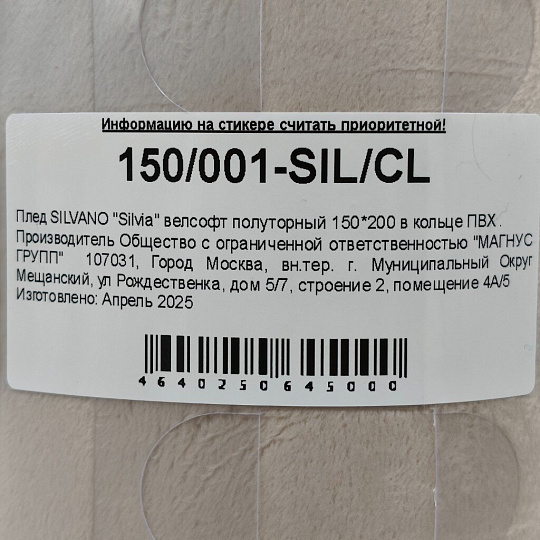 Информацию на стикере считать приоритетной!
150/001-SIL/CL
Плед SILVANO "Silvia" велсофт полуторный 150*200 в кольце ПВХ.
Производитель Общество с ограниченной ответственностью "МАГНУС
ГРУПП" 107031, Город Москва, вн.тер. г. Муниципальный Округ
Мещанский, ул Рождественка, дом 5/7, строение 2, помещение 4А/5
Изготовлено: Апрель 2025
4640250645000